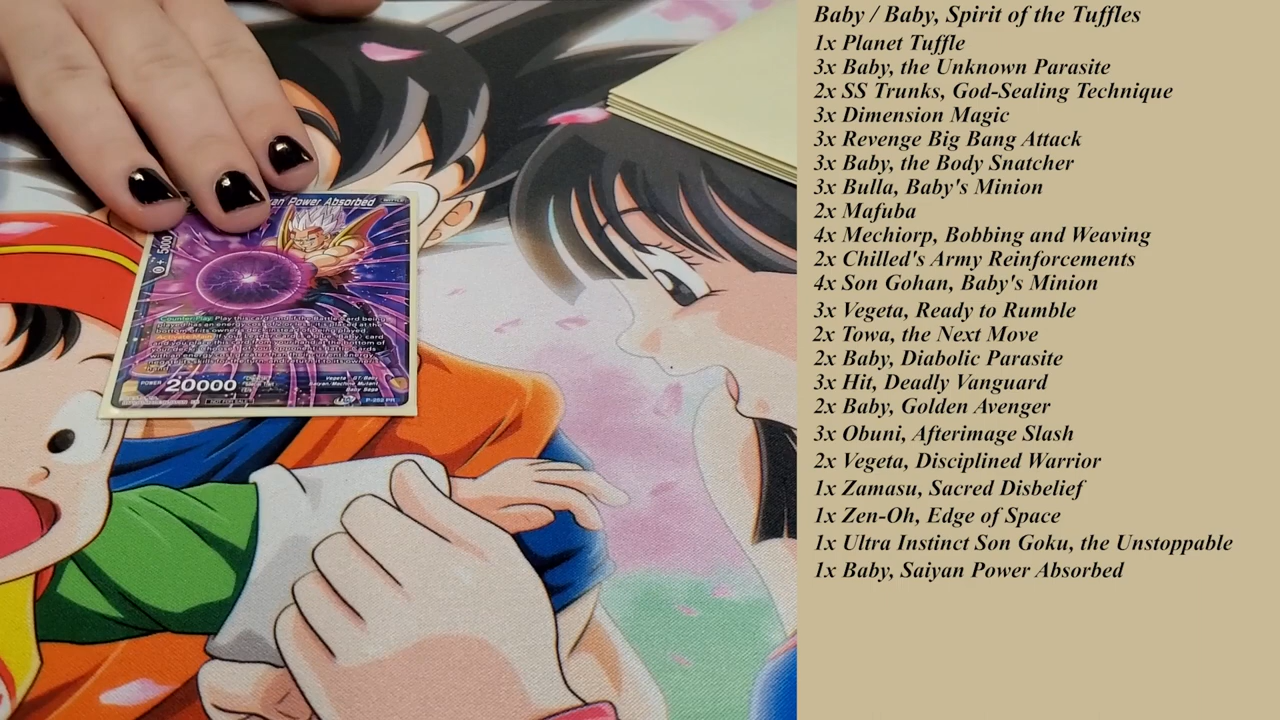 Baby / Baby, Spirit of the Tuffles
1x Planet Tuffle
3x Baby, the Unknown Parasite
2x SS Trunks, God-Sealing Technique
3x Dimension Magic
3x Revenge Big Bang Attack
3x Baby, the Body Snatcher
3x Bulla, Baby's Minion
2x Mafuba
4x Mechiorp, Bobbing and Weaving
2x Chilled's Army Reinforcements
4x Son Gohan, Baby's Minion
3x Vegeta, Ready to Rumble
2x Towa, the Next Move
2x Baby, Diabolic Parasite
3x Hit, Deadly Vanguard
2x Baby, Golden Avenger
3x Obuni, Afterimage Slash
2x Vegeta, Disciplined Warrior
1x Zamasu, Sacred Disbelief
1x Zen-Oh, Edge of Space
1x Ultra Instinct Son Goku, the Unstoppable
1x Baby, Saiyan Power Absorbed
Power Absorbed
5000
POWER 20000
Baby Saga